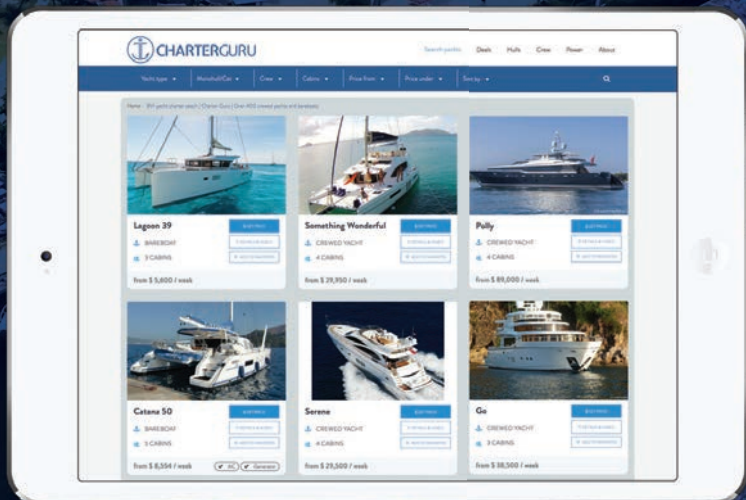 CHARTERGURU
Search yachts Deals Hulls Crew Power About
Yacht type Monohull/Cat Crew Cabins Price from Price under Sort by
Lagoon 39
BAREBOAT
3 CABINS
from $ 5,600 / week
Something Wonderful
CREWED YACHT
4 CABINS
from $ 29,950 / week
Polly
CREWED YACHT
4 CABINS
from $ 89,000 / week
Catana 50
BAREBOAT
5 CABINS
from $ 8,554 / week AC Generator
Serene
CREWED YACHT
4 CABINS
from $ 29,500 / week
Go
CREWED YACHT
3 CABINS
from $ 38,500 / week